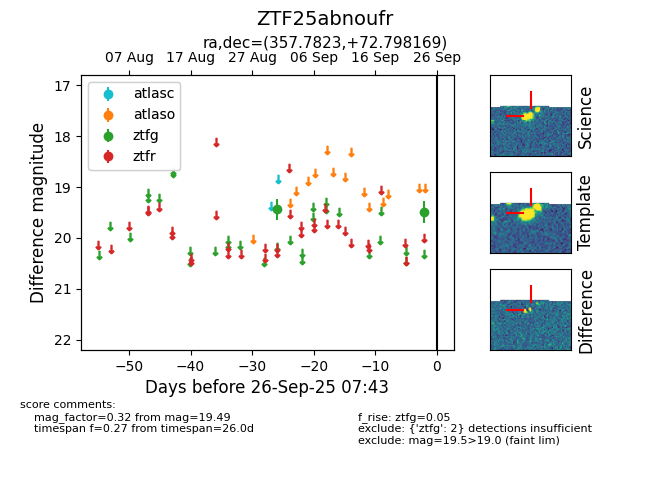 ZTF25abnoufr
ra,dec=(357.7823,+72.798169)
07 Aug 17 Aug 27 Aug 06 Sep 16 Sep 26 Sep
17
18
19
20
21
22
Difference magnitude
atlasc
atlaso
ztfg
ztfr
−50 −40 −30 −20 −10 0
Days before 26-Sep-25 07:43
Science
Template
Difference
score comments:
mag_factor=0.32 from mag=19.49
timespan f=0.27 from timespan=26.0d
f_rise: ztfg=0.05
exclude: {'ztfg': 2} detections insufficient
exclude: mag=19.5>19.0 (faint lim)